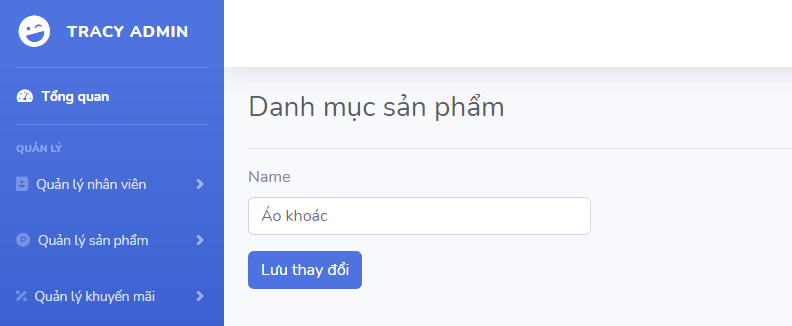 TRACY ADMIN
Tổng quan
QUẢN LÝ
Quản lý nhân viên
Quản lý sản phẩm
Quản lý khuyến mãi
Danh mục sản phẩm
Name
Áo khoác
Lưu thay đổi